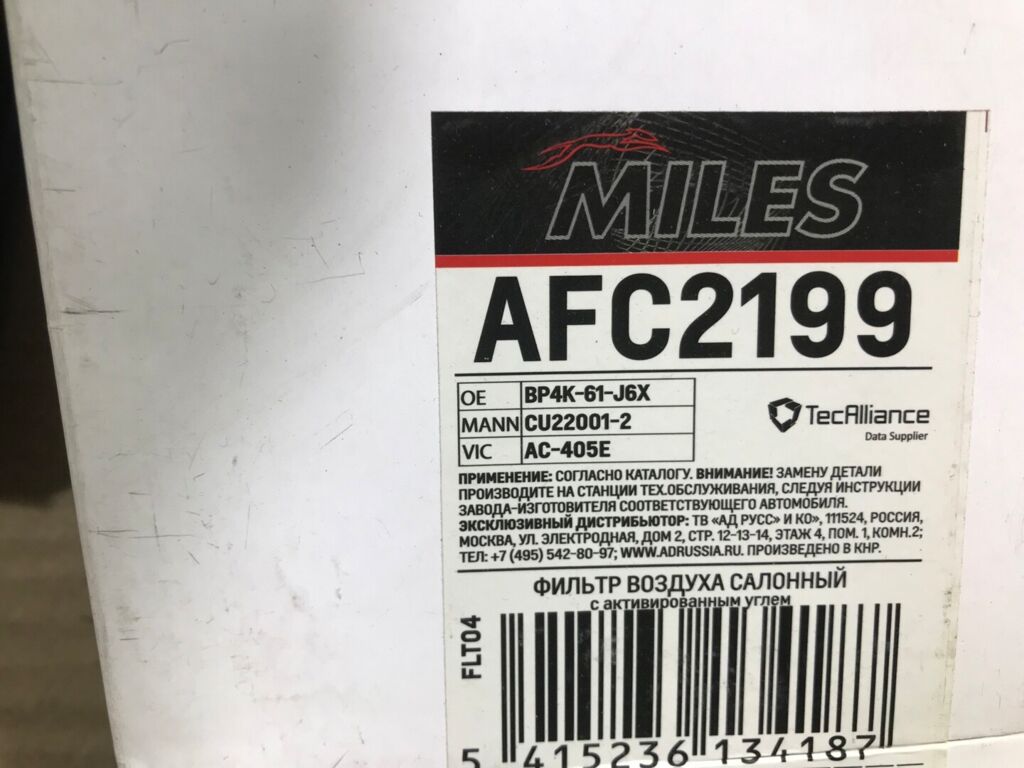 MILES
AFC2199
OE BP4K-61-J6X
MANN CU22001-2
VIC AC-405E
TecAlliance
Data Supplier
ПРИМЕНЕНИЕ: СОГЛАСНО КАТАЛОГУ. ВНИМАНИЕ! ЗАМЕНУ ДЕТАЛИ
ПРОИЗВОДИТЕ НА СТАНЦИИ ТЕХ.ОБСЛУЖИВАНИЯ, СЛЕДУЯ ИНСТРУКЦИИ
ЗАВОДА-ИЗГОТОВИТЕЛЯ СООТВЕТСТВУЮЩЕГО АВТОМОБИЛЯ.
ЭКСКЛЮЗИВНЫЙ ДИСТРИБЬЮТОР: ТВ «АД РУСС» И КО», 111524, РОССИЯ,
МОСКВА, УЛ. ЭЛЕКТРОДНАЯ, ДОМ 2, СТР. 12-13-14, ЭТАЖ 4, ПОМ. 1, КОМН.2;
ТЕЛ: +7 (495) 542-80-97; WWW.ADRUSSIA.RU. ПРОИЗВЕДЕНО В КНР.
ФИЛЬТР ВОЗДУХА САЛОННЫЙ
с активированным углем
FLT04
5 415236 134187